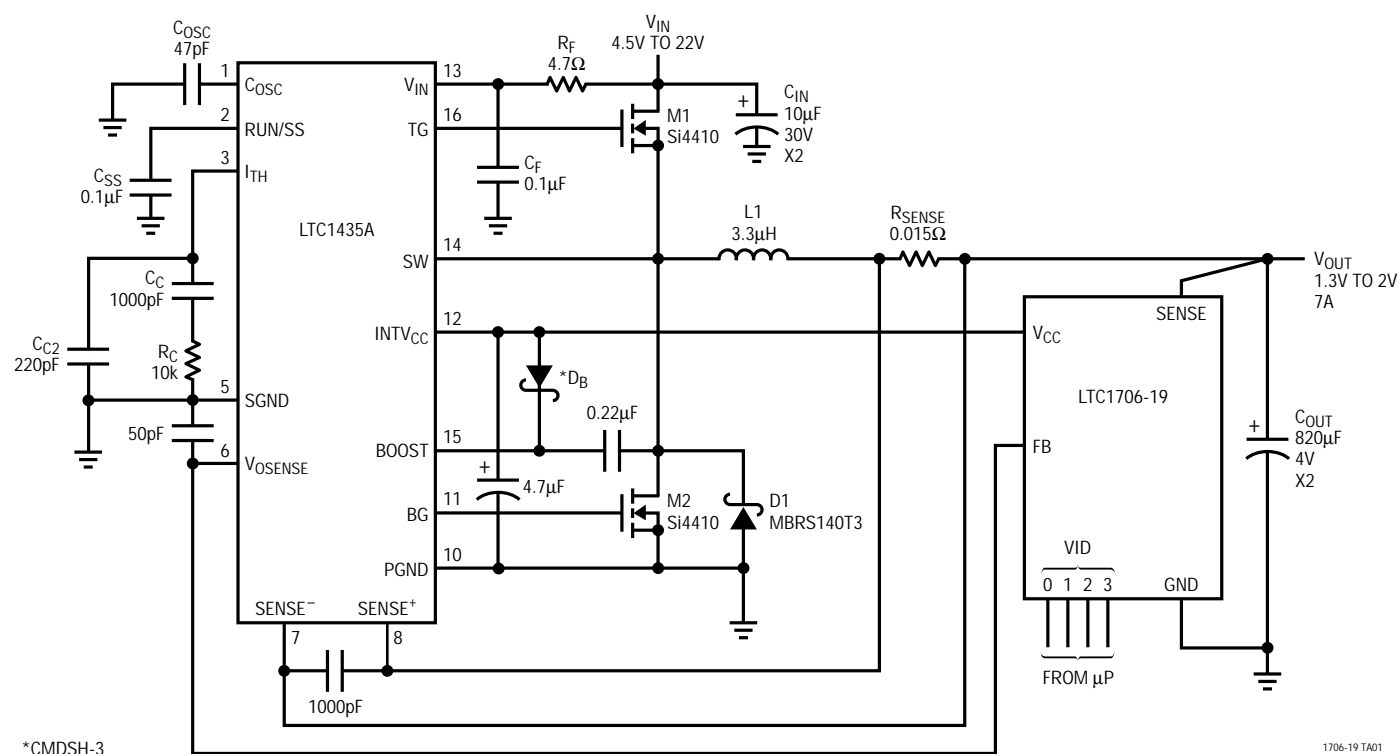 C_OSC
47pF
1
C_OSC
2
RUN/SS
3
I_TH
C_SS
0.1µF
LTC1435A
C_C
1000pF
C_C2
220pF
R_C
10k
5
SGND
50pF
6
V_OSENSE
SENSE⁻
7
SENSE⁺
8
1000pF
13
V_IN
16
TG
14
SW
12
INTV_CC
15
BOOST
11
BG
10
PGND
R_F
4.7Ω
V_IN
4.5V TO 22V
C_F
0.1µF
M1
Si4410
+
C_IN
10µF
30V
X2
L1
3.3µH
R_SENSE
0.015Ω
V_OUT
1.3V TO 2V
7A
*D_B
0.22µF
+
4.7µF
M2
Si4410
D1
MBRS140T3
SENSE
V_CC
LTC1706-19
FB
VID
0 1 2 3
GND
FROM µP
+
C_OUT
820µF
4V
X2
*CMDSH-3
1706-19 TA01